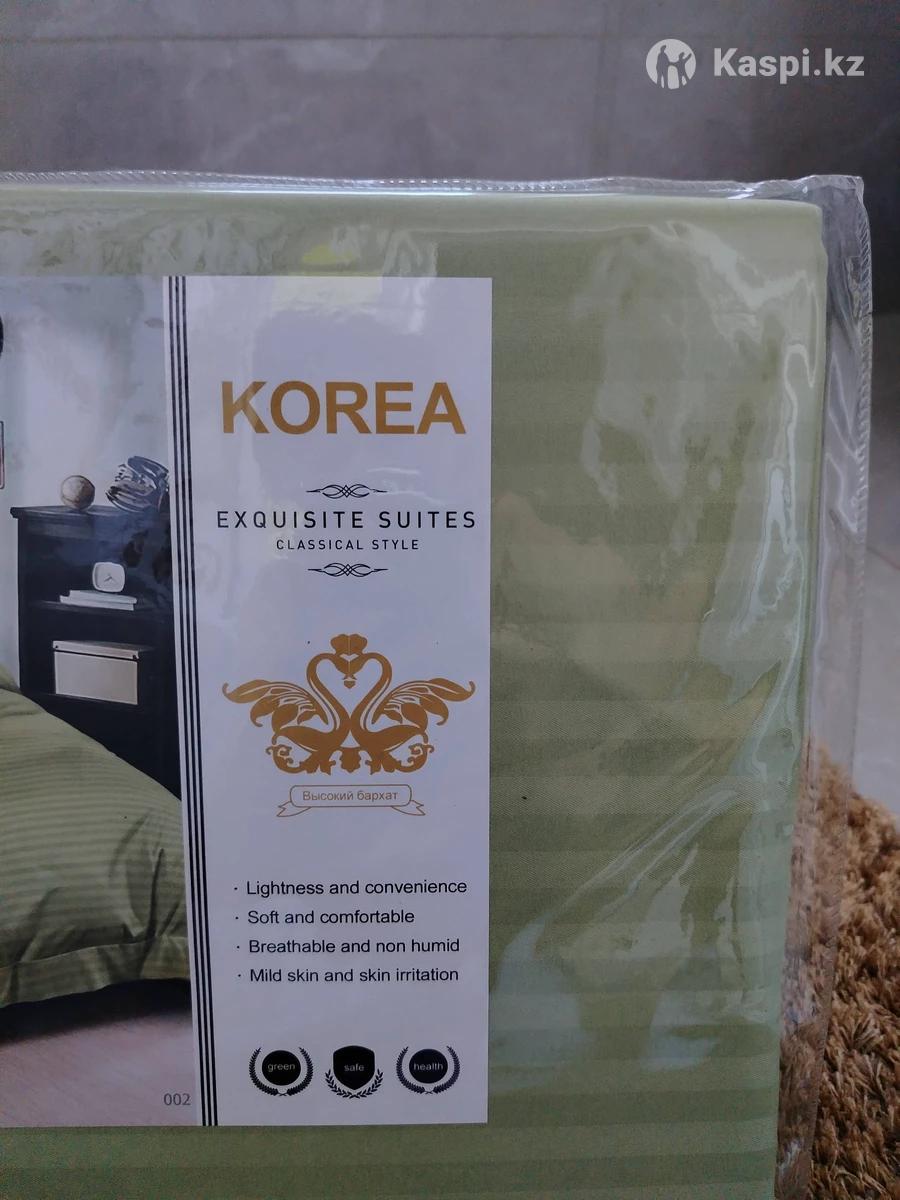 Kaspi.kz
KOREA
EXQUISITE SUITES
CLASSICAL STYLE
Высокий бархат
· Lightness and convenience
· Soft and comfortable
· Breathable and non humid
· Mild skin and skin irritation
green safe health
002